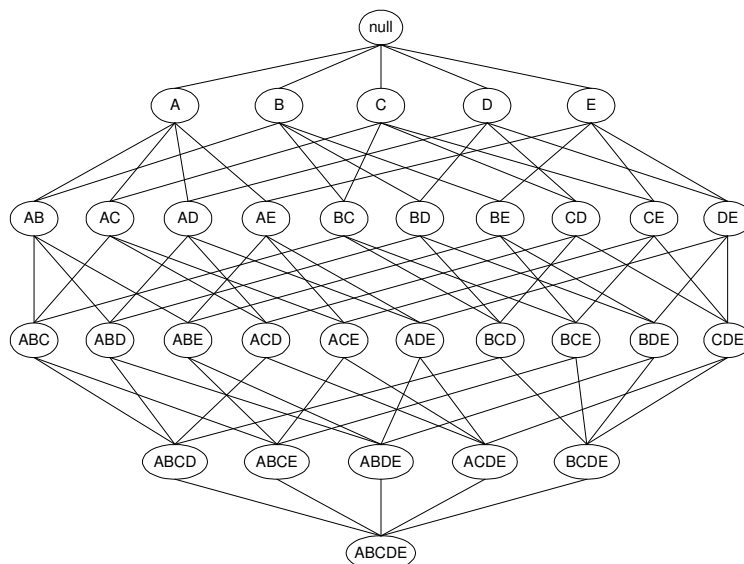 null
A B C D E
AB AC AD AE BC BD BE CD CE DE
ABC ABD ABE ACD ACE ADE BCD BCE BDE CDE
ABCD ABCE ABDE ACDE BCDE
ABCDE